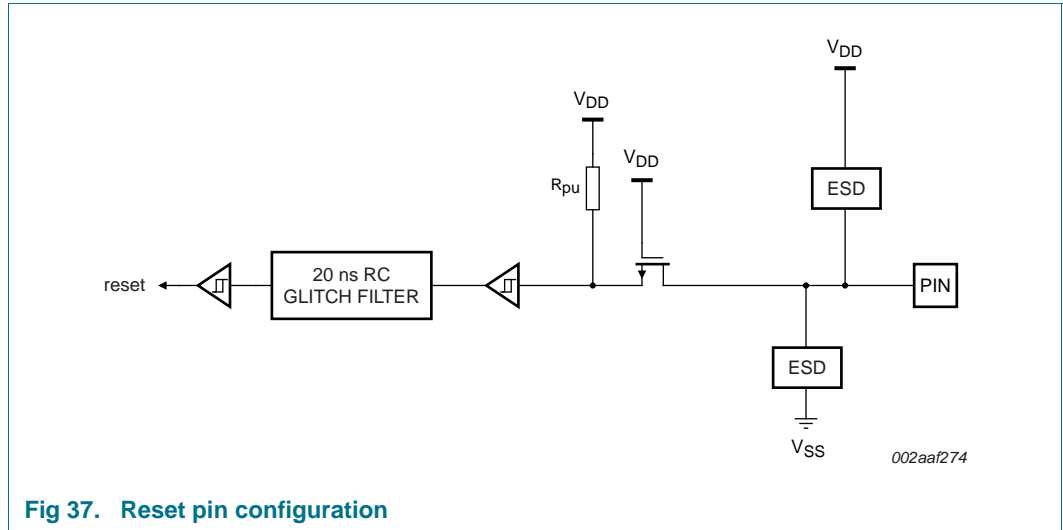 VDD
VDD
VDD
Rpu
ESD
reset
20 ns RC
GLITCH FILTER
PIN
ESD
VSS
002aaf274
Fig 37. Reset pin configuration